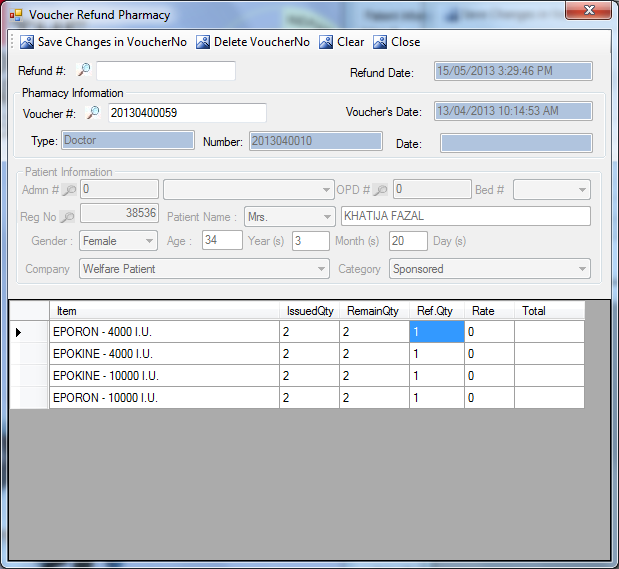 Voucher Refund Pharmacy
Save Changes in VoucherNo Delete VoucherNo Clear Close
Refund #: Refund Date: 15/05/2013 3:29:46 PM
Pharmacy Information
Voucher #: 20130400059 Voucher's Date: 13/04/2013 10:14:53 AM
Type: Doctor Number: 2013040010 Date:
Patient Information
Admn # 0 OPD # 0 Bed #
Reg No 38536 Patient Name : Mrs. KHATIJA FAZAL
Gender : Female Age : 34 Year (s) 3 Month (s) 20 Day (s)
Company Welfare Patient Category Sponsored
Item IssuedQty RemainQty Ref.Qty Rate Total
EPORON - 4000 I.U. 2 2 1 0
EPOKINE - 4000 I.U. 2 2 1 0
EPOKINE - 10000 I.U. 2 2 1 0
EPORON - 10000 I.U. 2 2 1 0